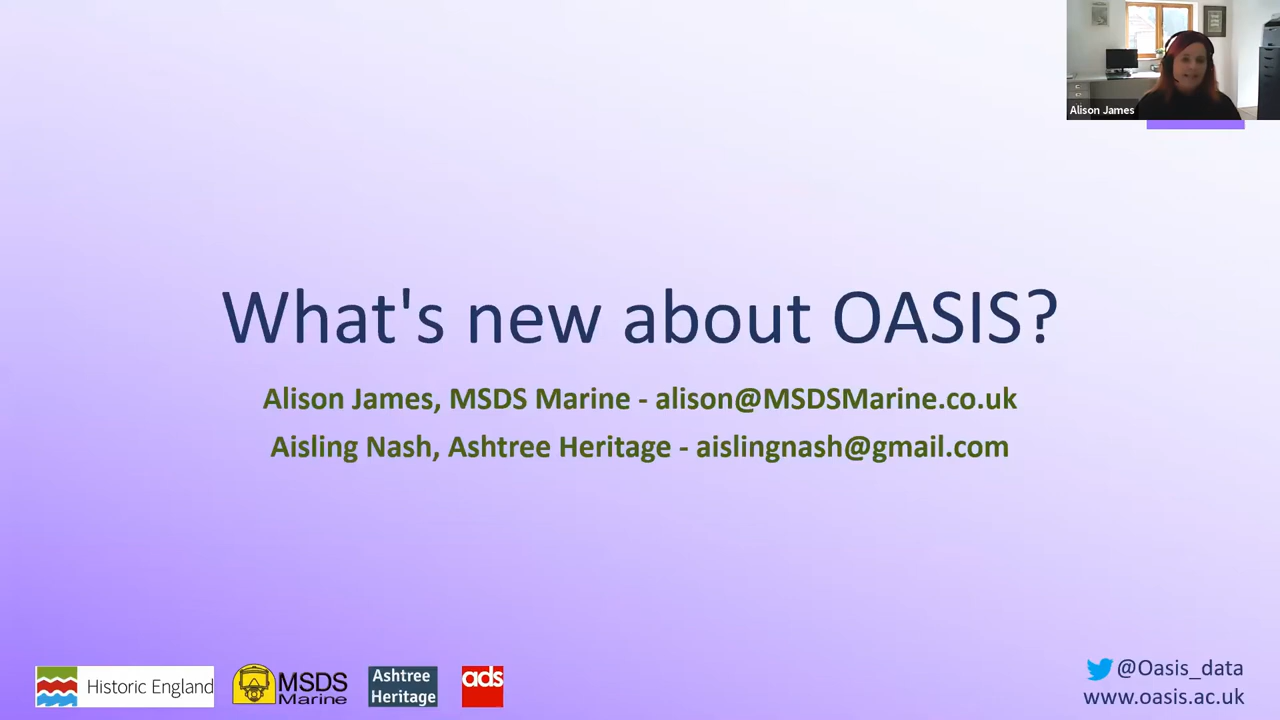 Alison James
What's new about OASIS?
Alison James, MSDS Marine - alison@MSDSMarine.co.uk
Aisling Nash, Ashtree Heritage - aislingnash@gmail.com
Historic England
MSDS
Marine
Ashtree
Heritage
ads
@Oasis_data
www.oasis.ac.uk